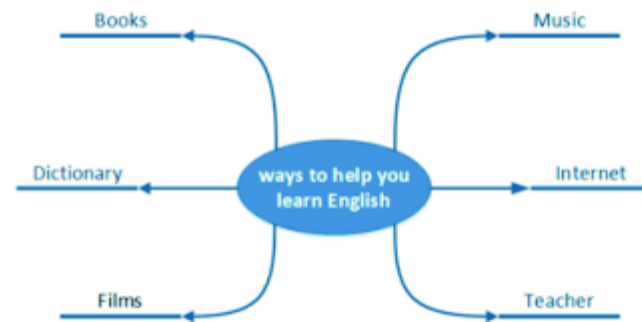 Books
Music
Dictionary
ways to help you
learn English
Internet
Films
Teacher